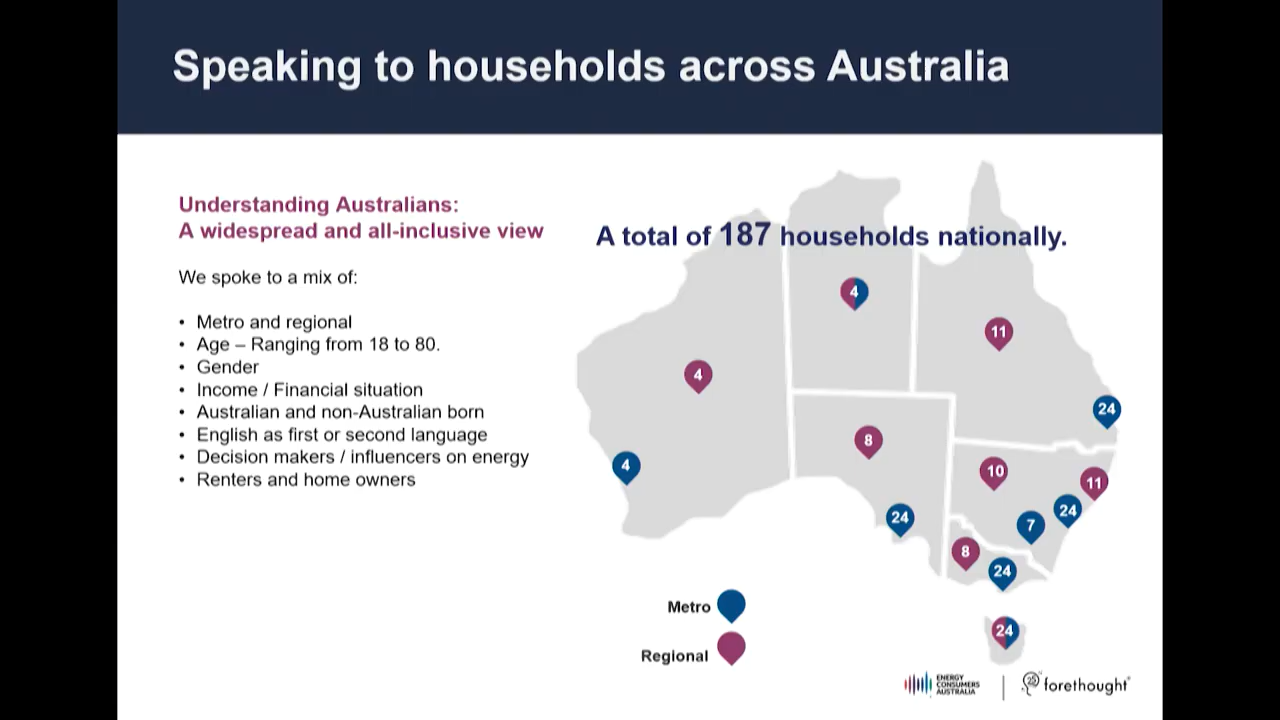 Speaking to households across Australia
Understanding Australians:
A widespread and all-inclusive view
We spoke to a mix of:
• Metro and regional
• Age – Ranging from 18 to 80.
• Gender
• Income / Financial situation
• Australian and non-Australian born
• English as first or second language
• Decision makers / influencers on energy
• Renters and home owners
A total of 187 households nationally.
4
11
4
24
8
4
10
11
24
24
7
8
24
24
Metro
Regional
ENERGY
CONSUMERS
AUSTRALIA
25
forethought